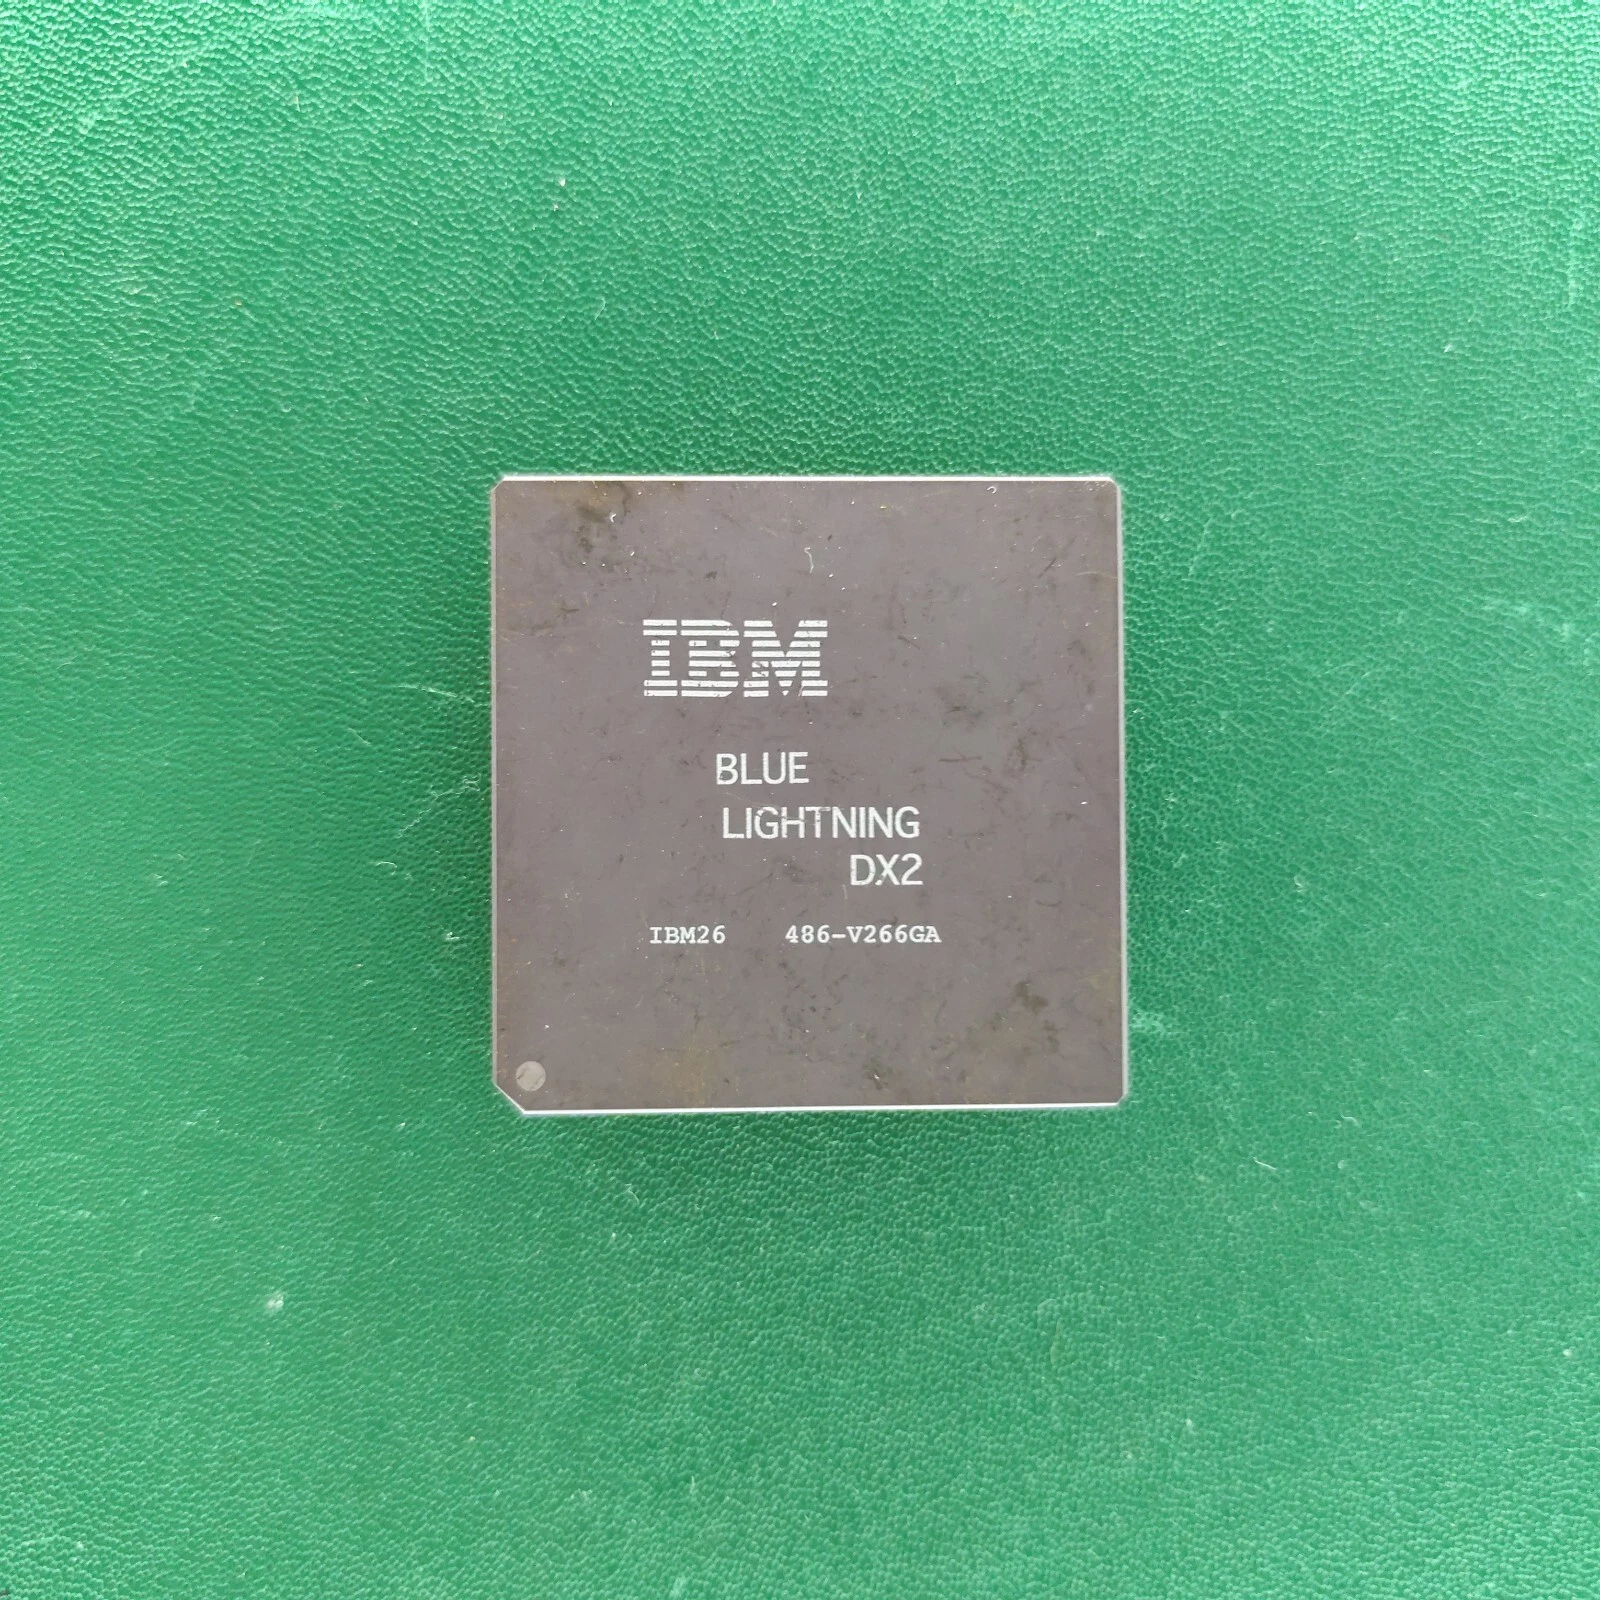 IBM
BLUE
LIGHTNING
DX2
IBM26 486-V266GA